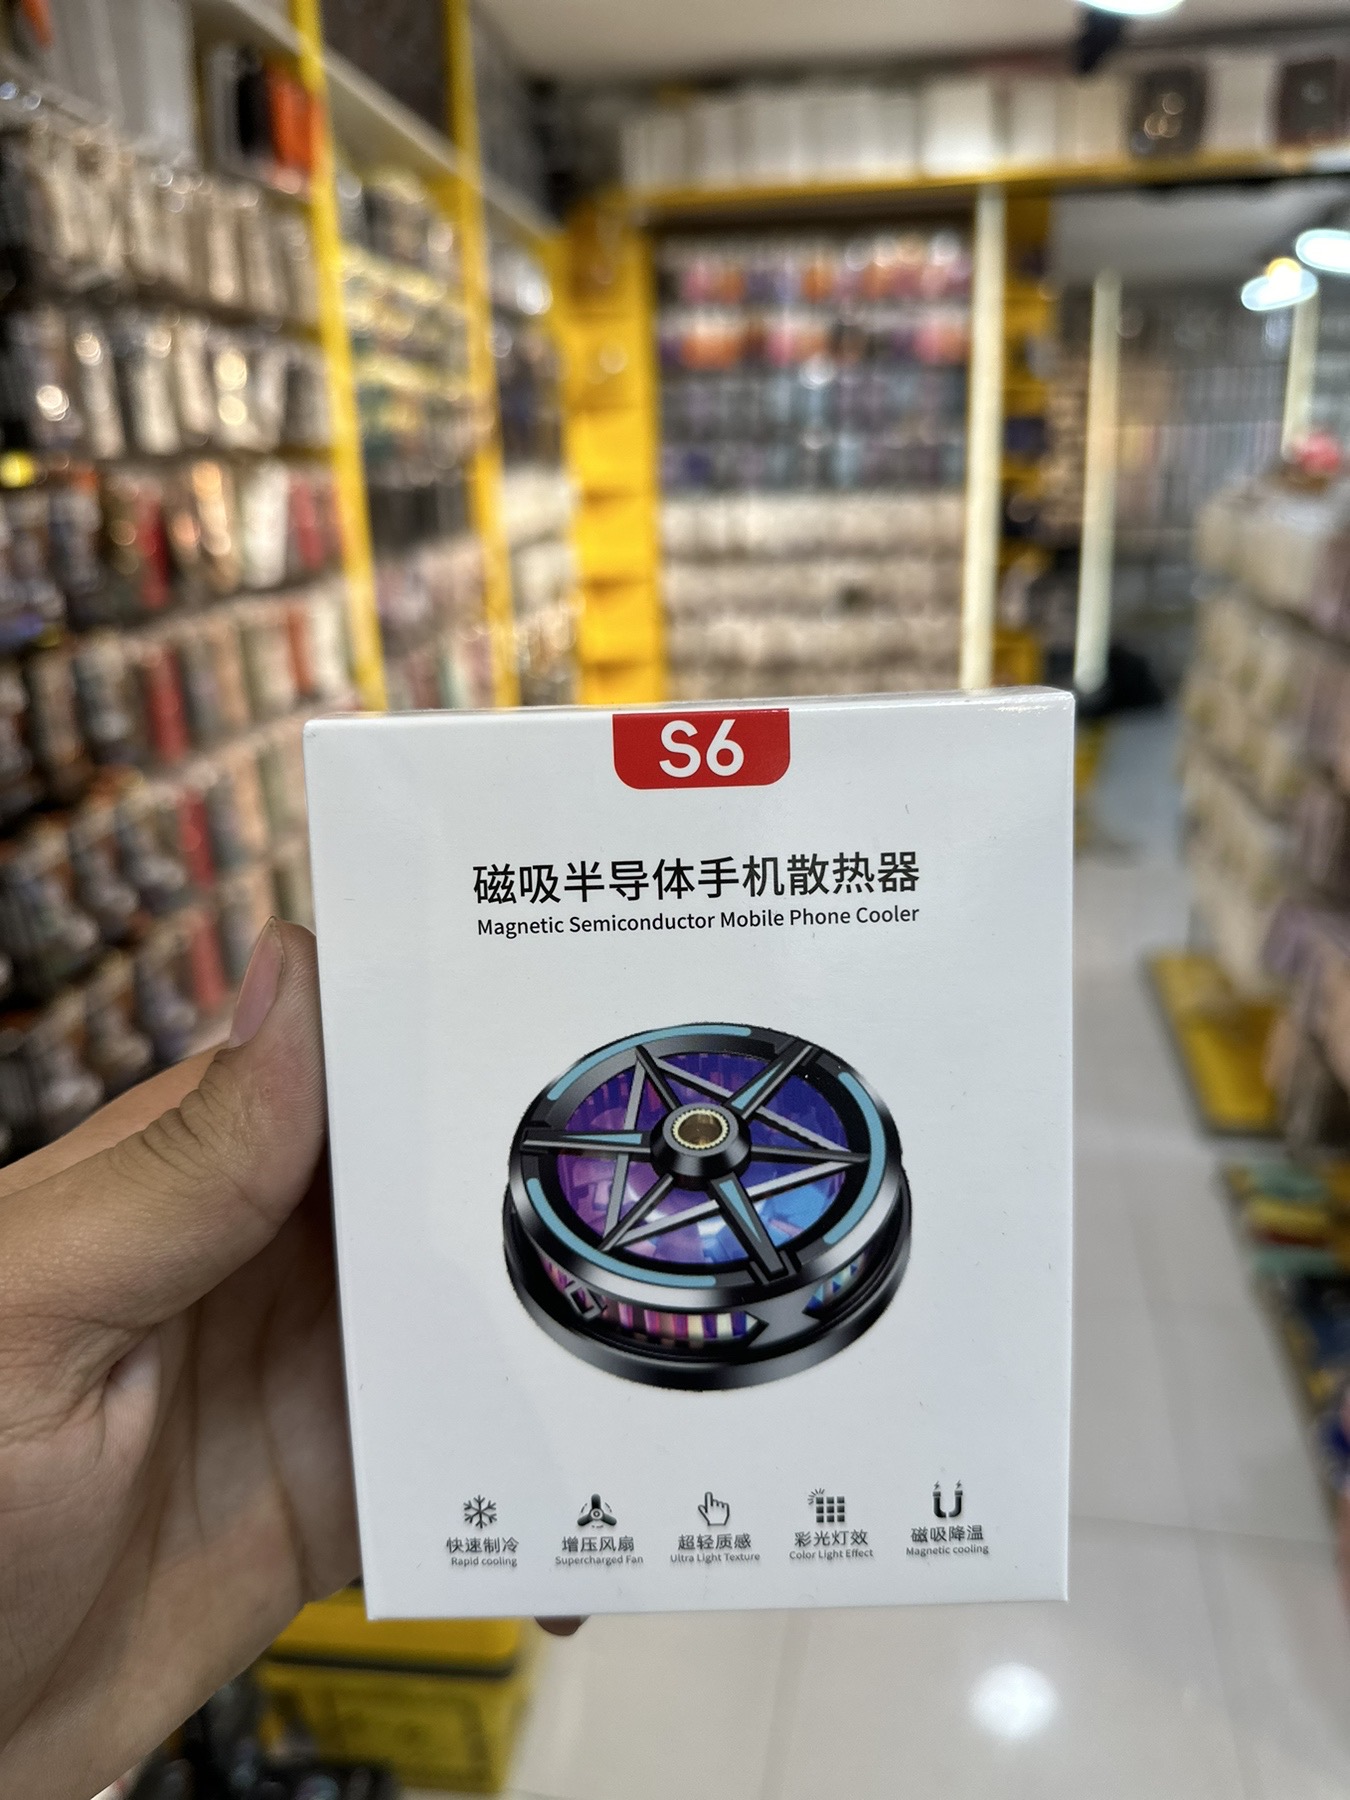 S6
磁吸半导体手机散热器
Magnetic Semiconductor Mobile Phone Cooler
快速制冷 增压风扇 超轻质感 彩光灯效 磁吸降温
Rapid cooling Supercharged Fan Ultra Light Texture Color Light Effect Magnetic cooling